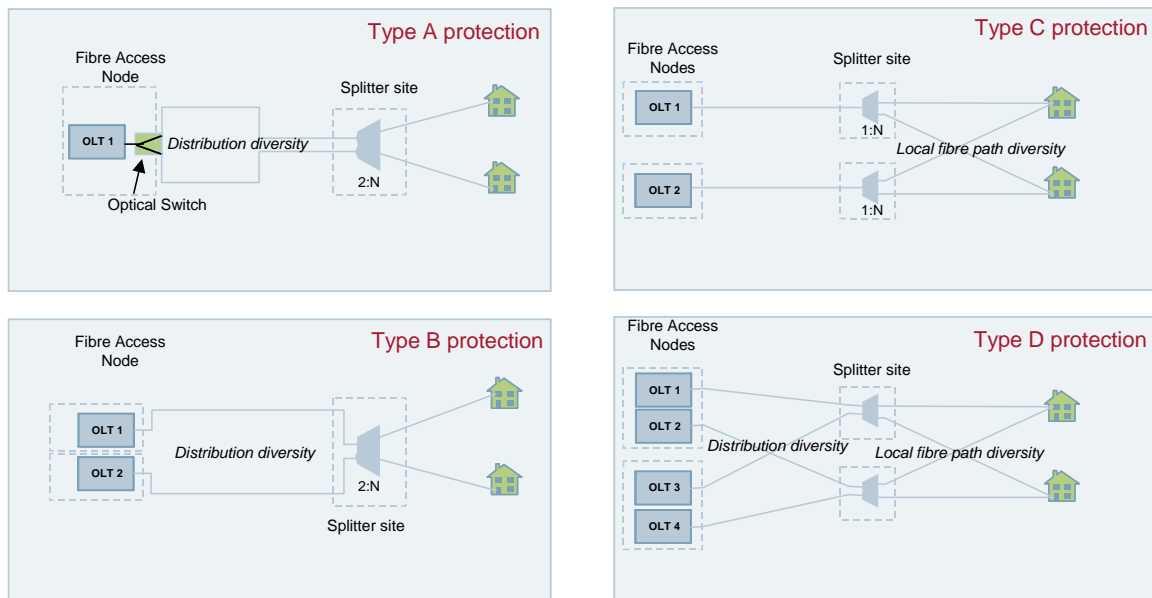 Type A protection
Fibre Access
Node
Splitter site
OLT 1
Distribution diversity
2:N
Optical Switch
Type C protection
Fibre Access
Nodes
Splitter site
OLT 1
1:N
Local fibre path diversity
OLT 2
1:N
Type B protection
Fibre Access
Node
OLT 1
Distribution diversity
OLT 2
2:N
Splitter site
Type D protection
Fibre Access
Nodes
Splitter site
OLT 1
OLT 2
Distribution diversity
Local fibre path diversity
OLT 3
OLT 4